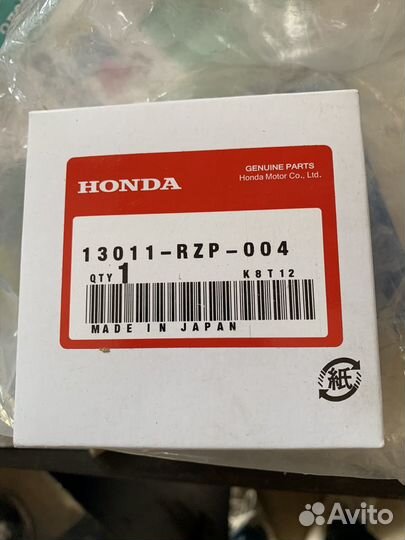 GENUINE PARTS
HONDA Honda Motor Co., Ltd.
13011-RZP-004
QTY 1 K8T12
MADE IN JAPAN
紙
Avito